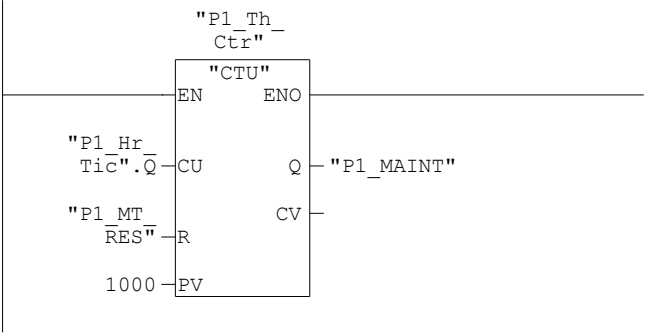 "P1_Th_
Ctr"
"CTU"
EN ENO
"P1_Hr_
Tic".Q CU Q "P1_MAINT"
"P1_MT_ CV
RES" R
1000 PV